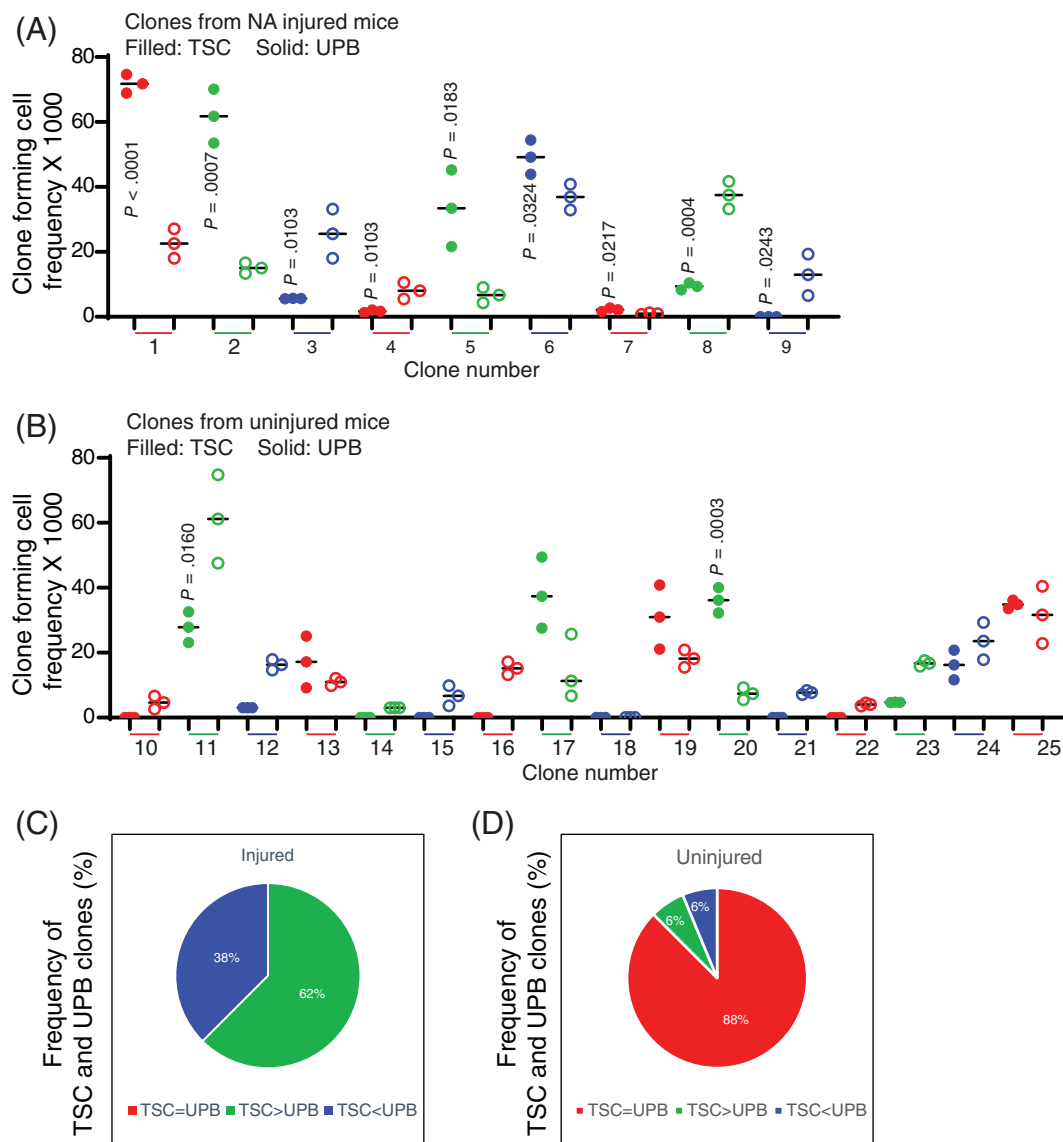 (A)
Clones from NA injured mice
Filled: TSC Solid: UPB
Clone forming cell
frequency X 1000
80
60
40
20
0
P < .0001
P = .0007
P = .0103
P = .0103
P = .0183
P = .0324
P = .0217
P = .0004
P = .0243
1 2 3 4 5 6 7 8 9
Clone number
(B)
Clones from uninjured mice
Filled: TSC Solid: UPB
Clone forming cell
frequency X 1000
80
60
40
20
0
P = .0160
P = .0003
10 11 12 13 14 15 16 17 18 19 20 21 22 23 24 25
Clone number
(C)
Frequency of
TSC and UPB clones (%)
Injured
38%
62%
TSC=UPB TSC>UPB TSC<UPB
(D)
Frequency of
TSC and UPB clones (%)
Uninjured
6%
6%
88%
TSC=UPB TSC>UPB TSC<UPB